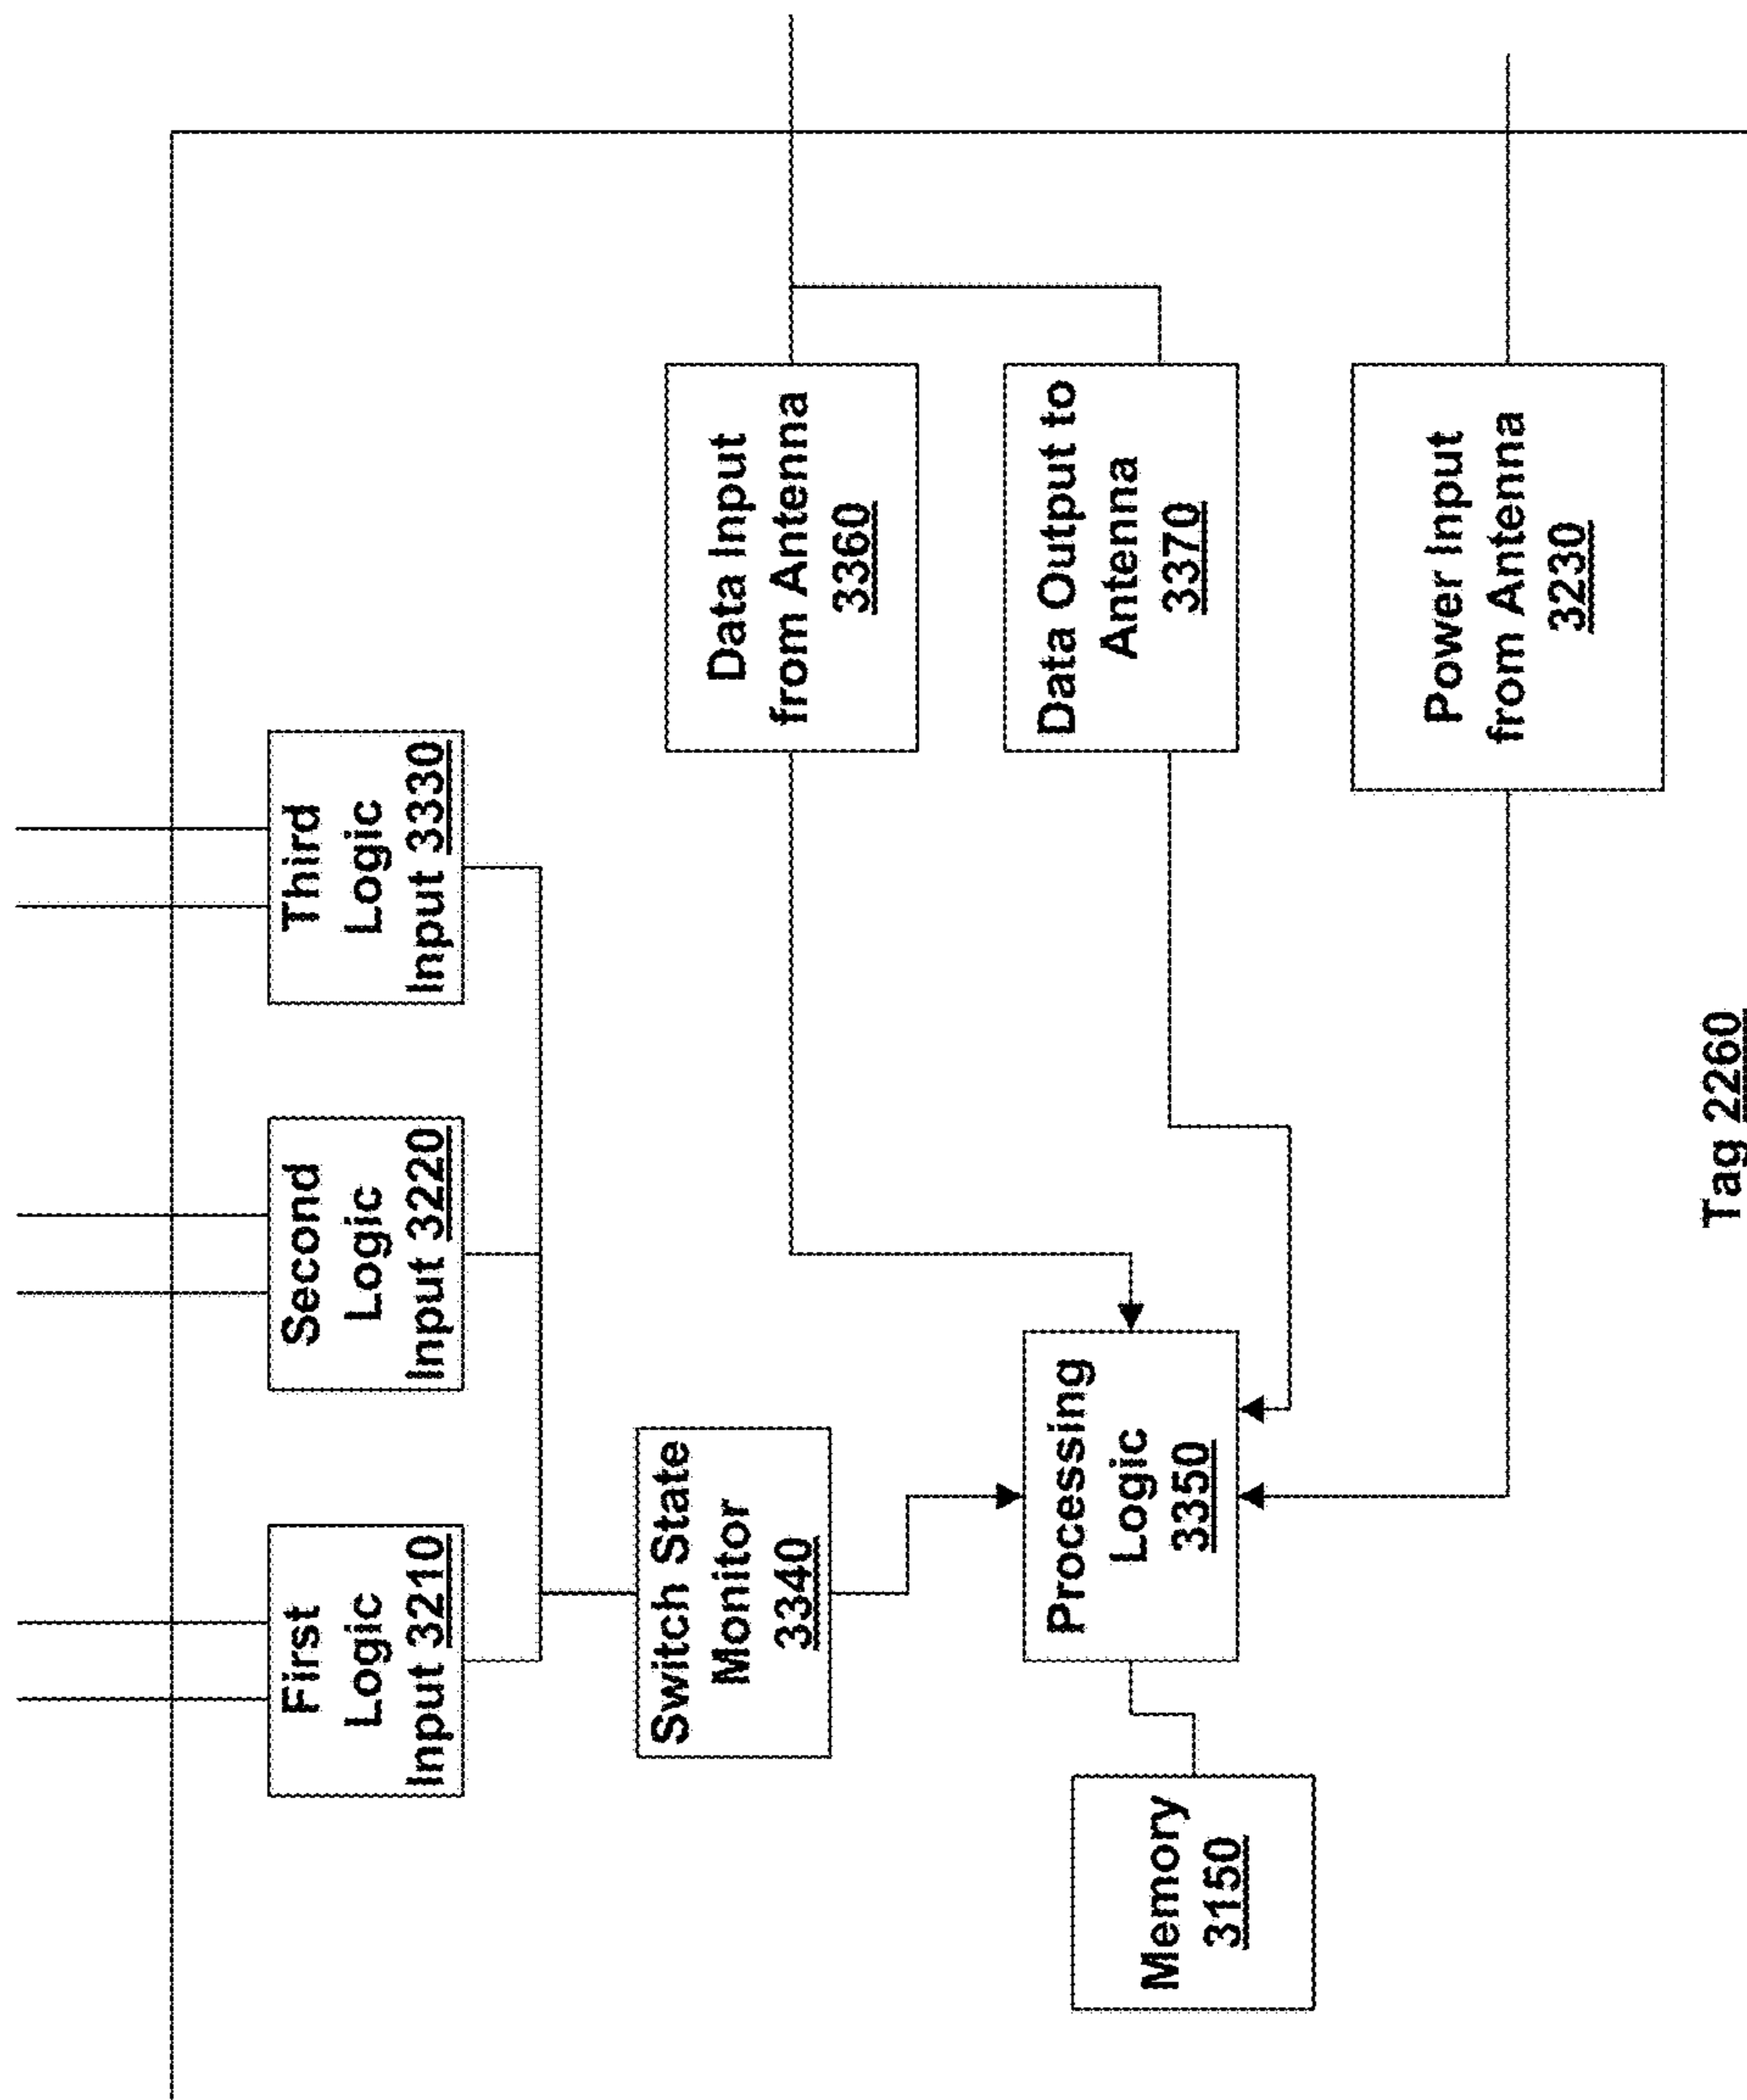 First
Logic
Input 3210
Second
Logic
Input 3220
Third
Logic
Input 3330
Switch State
Monitor
3340
Data Input
from Antenna
3360
Processing
Logic
3350
Data Output to
Antenna
3370
Memory
3150
Power Input
from Antenna
3230
Tag 2260